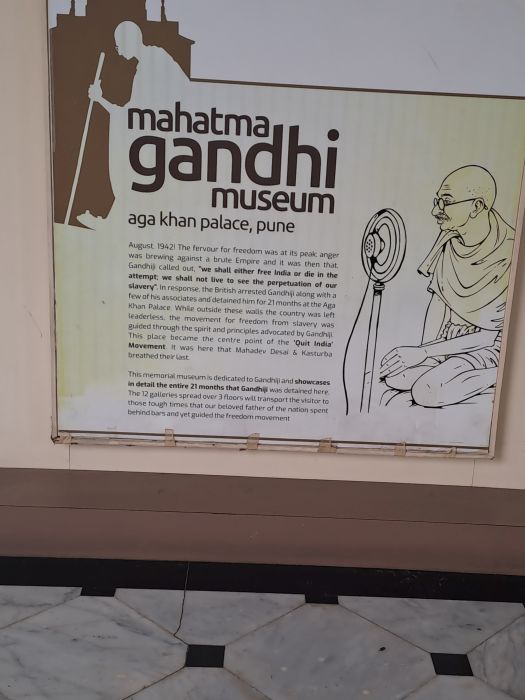 mahatma
gandhi
museum
aga khan palace, pune
August, 1942! The fervour for freedom was at its peak; anger
was brewing against a brute Empire and it was then that,
Gandhiji called out, "we shall either free India or die in the
attempt; we shall not live to see the perpetuation of our
slavery". In response, the British arrested Gandhiji along with a
few of his associates and detained him for 21 months at the Aga
Khan Palace. While outside these walls the country was left
leaderless, the movement for freedom from slavery was
guided through the spirit and principles advocated by Gandhiji.
This place became the centre point of the 'Quit India'
Movement. It was here that Mahadev Desai & Kasturba
breathed their last.
This memorial museum is dedicated to Gandhiji and showcases
in detail the entire 21 months that Gandhiji was detained here.
The 12 galleries spread over 3 floors will transport the visitor to
those tough times that our beloved father of the nation spent
behind bars and yet guided the freedom movement